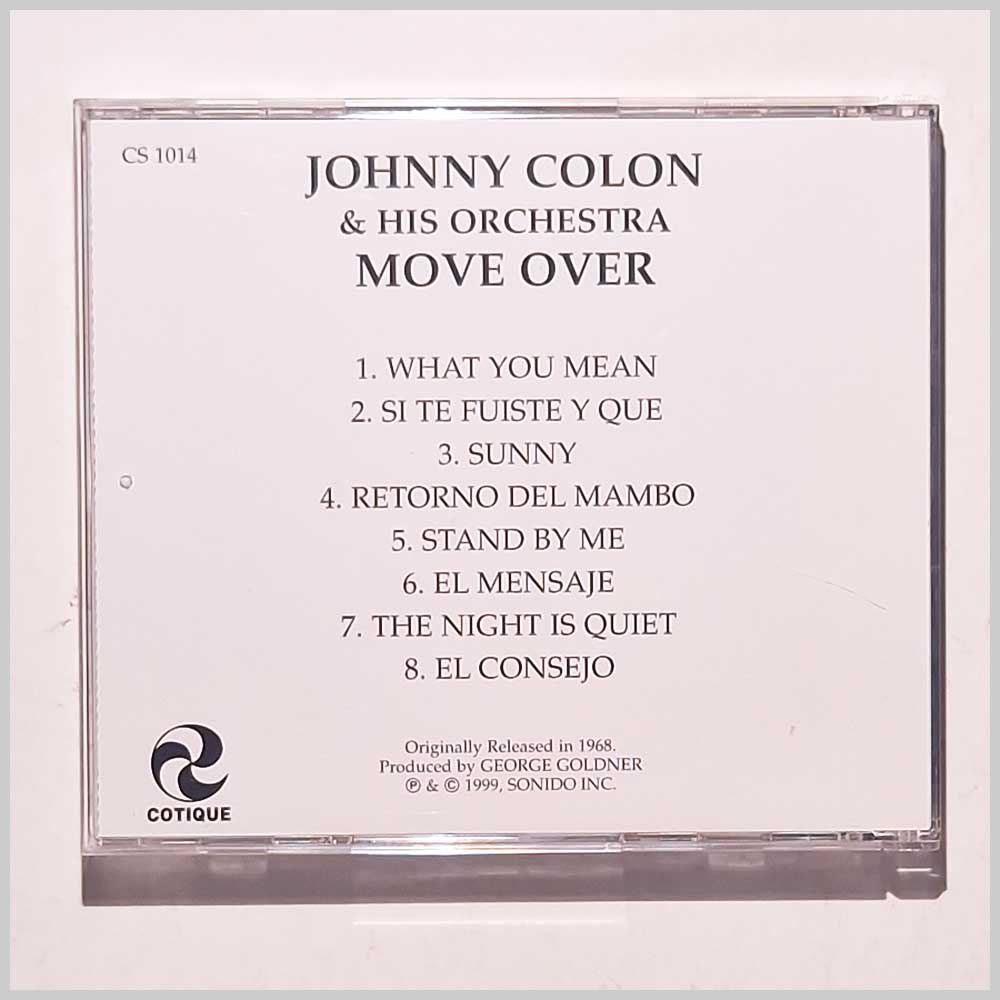 CS 1014
JOHNNY COLON
& HIS ORCHESTRA
MOVE OVER
1. WHAT YOU MEAN
2. SI TE FUISTE Y QUE
3. SUNNY
4. RETORNO DEL MAMBO
5. STAND BY ME
6. EL MENSAJE
7. THE NIGHT IS QUIET
8. EL CONSEJO
Originally Released in 1968.
Produced by GEORGE GOLDNER
℗ & © 1999, SONIDO INC.
COTIQUE